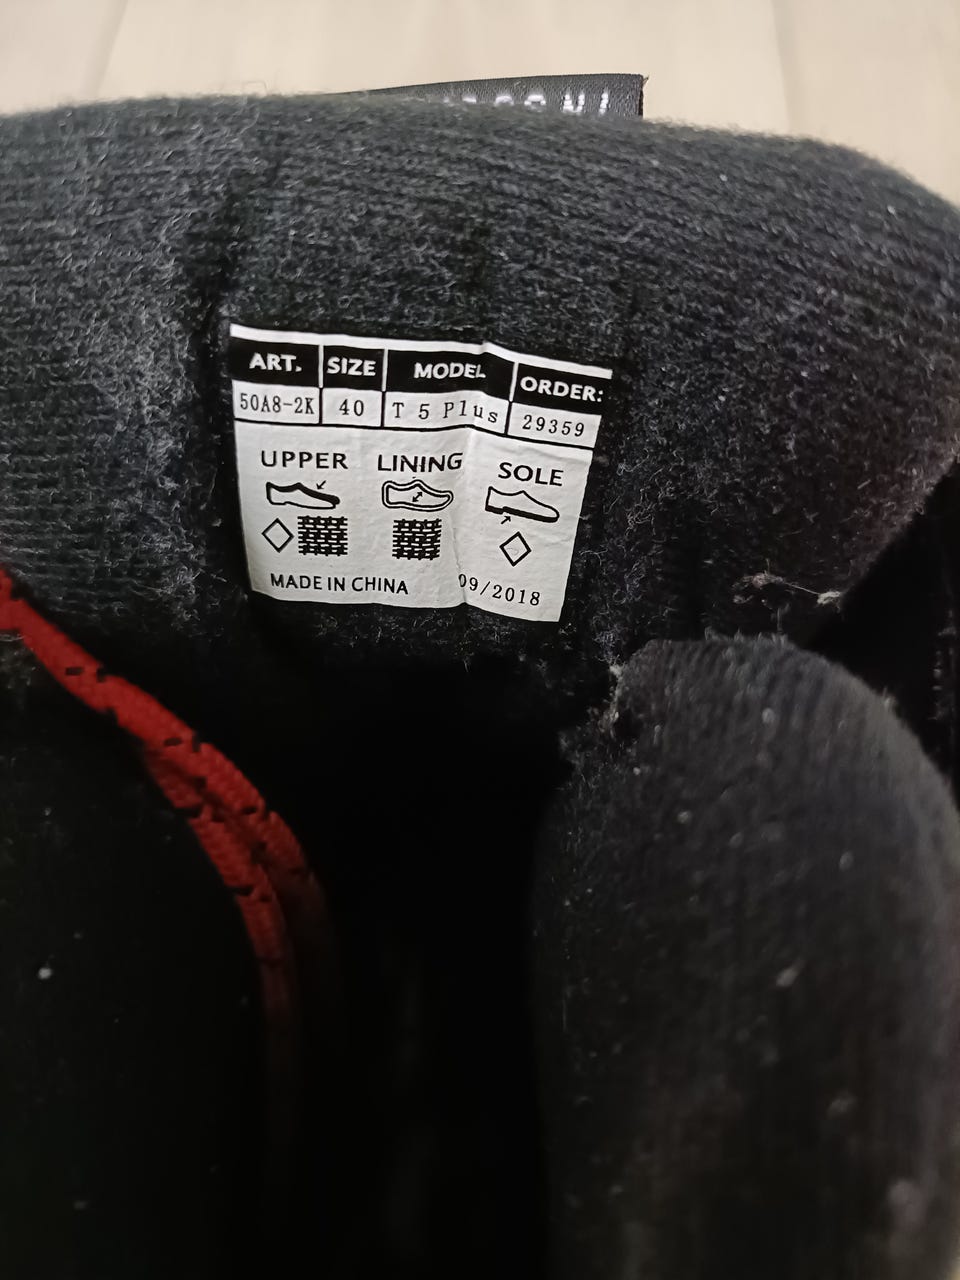 ART. SIZE MODEL ORDER:
50A8-2K 40 T 5 Plus 29359
UPPER LINING SOLE
MADE IN CHINA 09/2018